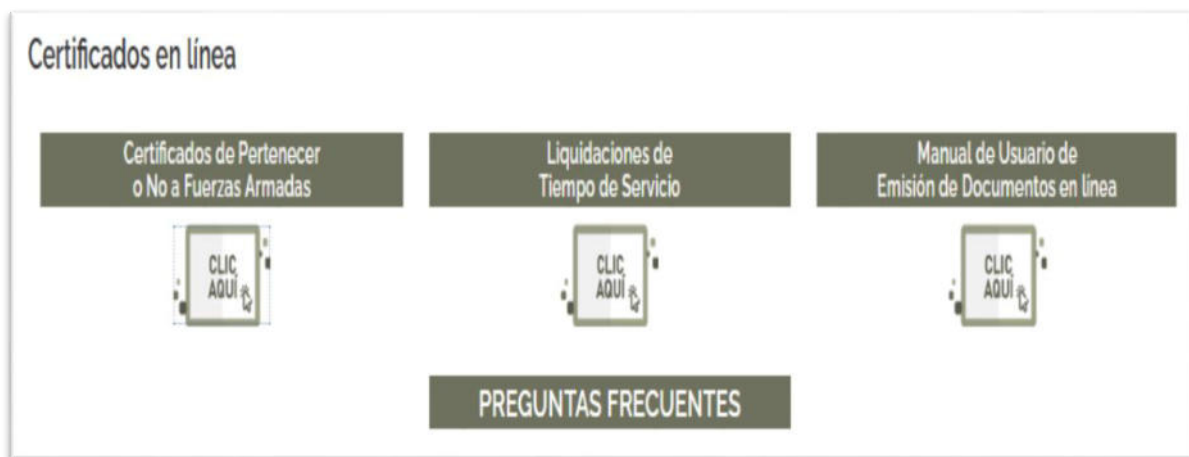 Certificados en línea
Certificados de Pertenecer
o No a Fuerzas Armadas
Liquidaciones de
Tiempo de Servicio
Manual de Usuario de
Emisión de Documentos en línea
CLIC
AQUÍ
CLIC
AQUÍ
CLIC
AQUÍ
PREGUNTAS FRECUENTES